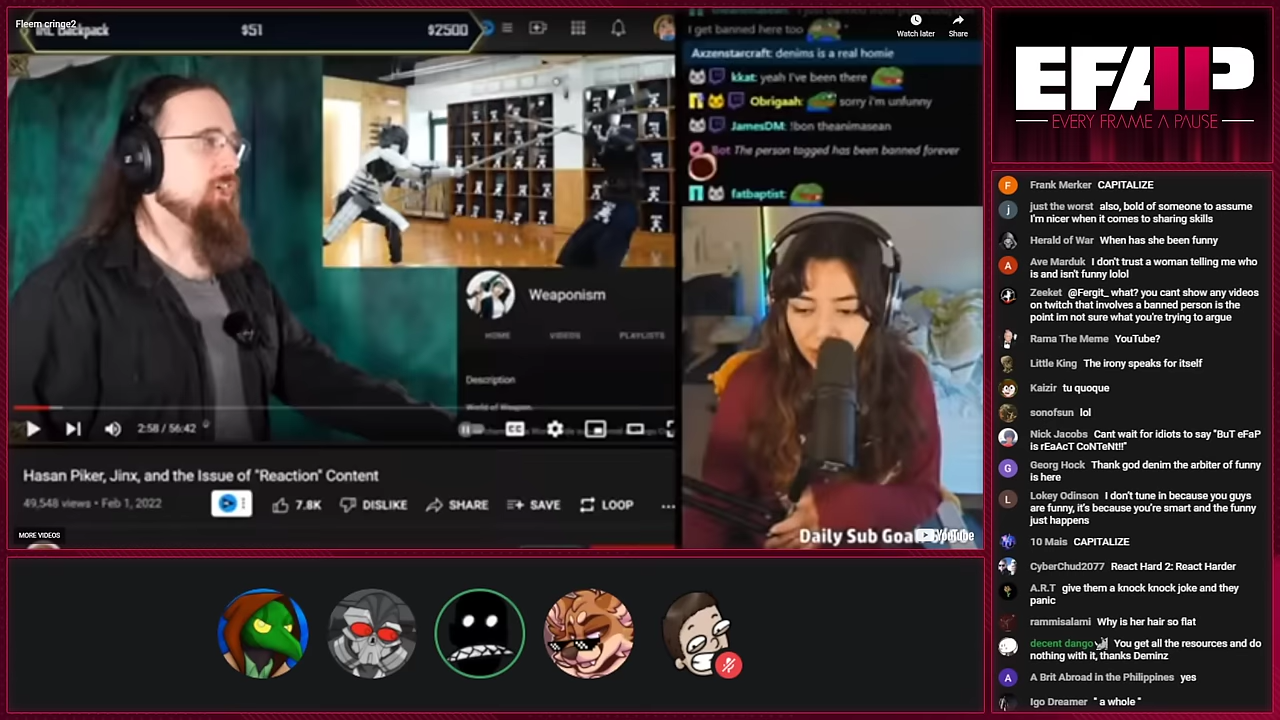 Fleem cringe2
IRL Backpack
$51
$2500
Watch later
Share
I get banned here too
Axzenstarcraft: denims is a real homie
kkat: yeah I've been there
Obrigaah: sorry i'm unfunny
JamesDM: !bon theanimasean
Bot The person tagged has been banned forever
fatbaptist:
Weaponism
HOME
VIDEOS
PLAYLISTS
Description
World of Weapon.
2:58 / 56:42
CC
Hasan Piker, Jinx, and the Issue of "Reaction" Content
49,548 views • Feb 1, 2022
7.8K
DISLIKE
SHARE
SAVE
LOOP
MORE VIDEOS
Daily Sub Goal
YouTube
EFAP
EVERY FRAME A PAUSE
Frank Merker CAPITALIZE
just the worst also, bold of someone to assume
I'm nicer when it comes to sharing skills
Herald of War When has she been funny
Ave Marduk I don't trust a woman telling me who
is and isn't funny lolol
Zeeket @Fergit_ what? you cant show any videos
on twitch that involves a banned person is the
point im not sure what you're trying to argue
Rama The Meme YouTube?
Little King The irony speaks for itself
Kaizir tu quoque
sonofsun lol
Nick Jacobs Cant wait for idiots to say "BuT eFaP
is rEaAcT CoNTeNt!!"
Georg Hock Thank god denim the arbiter of funny
is here
Lokey Odinson I don't tune in because you guys
are funny, it's because you're smart and the funny
just happens
10 Mais CAPITALIZE
CyberChud2077 React Hard 2: React Harder
A.R.T give them a knock knock joke and they
panic
rammisalami Why is her hair so flat
decent dango You get all the resources and do
nothing with it, thanks Deminz
A Brit Abroad in the Philippines yes
Igo Dreamer " a whole "